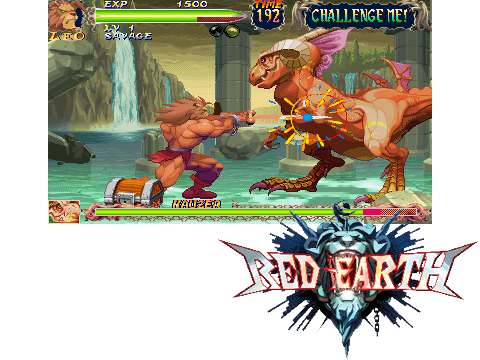 EXP 1500
TIME
192
CHALLENGE ME!
LEO
LV 1
SAVAGE
HAUZER
RED EARTH